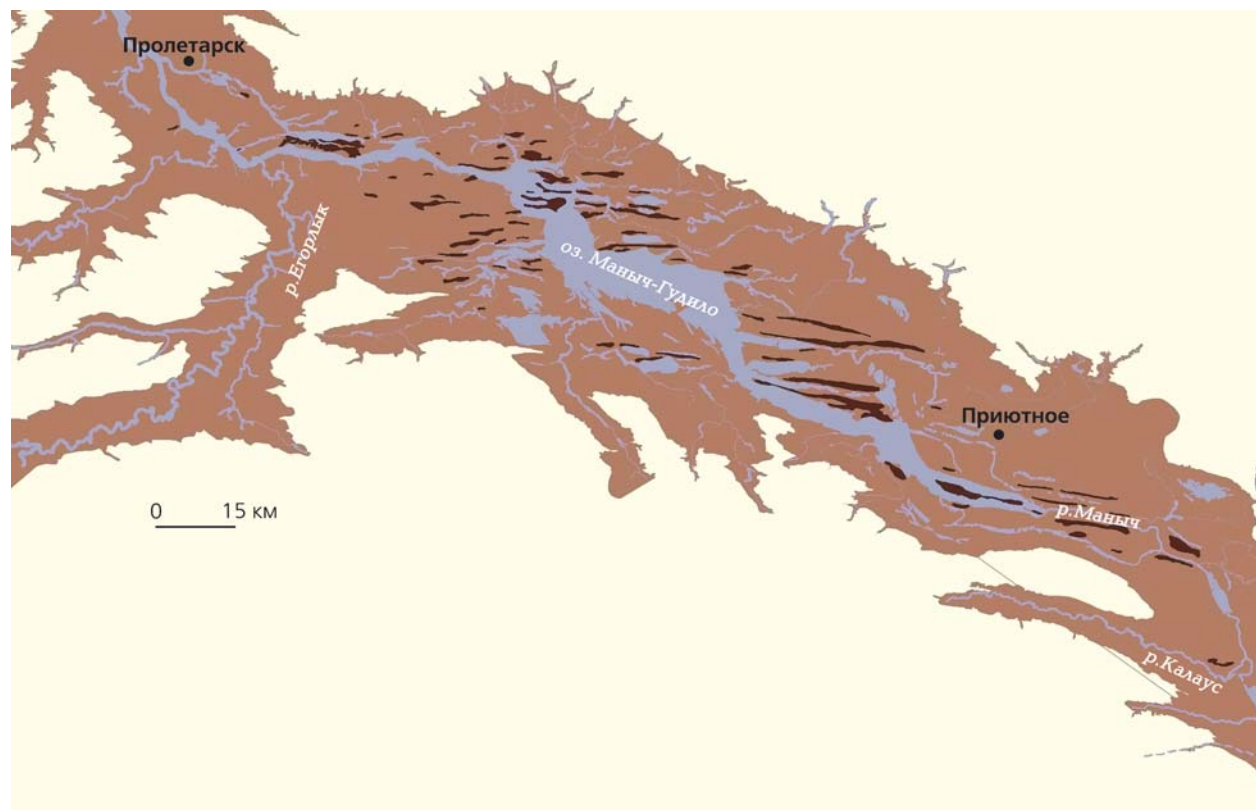 Пролетарск
р.Егорлык
оз. Маныч-Гудило
Приютное
0 15 км
р.Маныч
р.Калаус